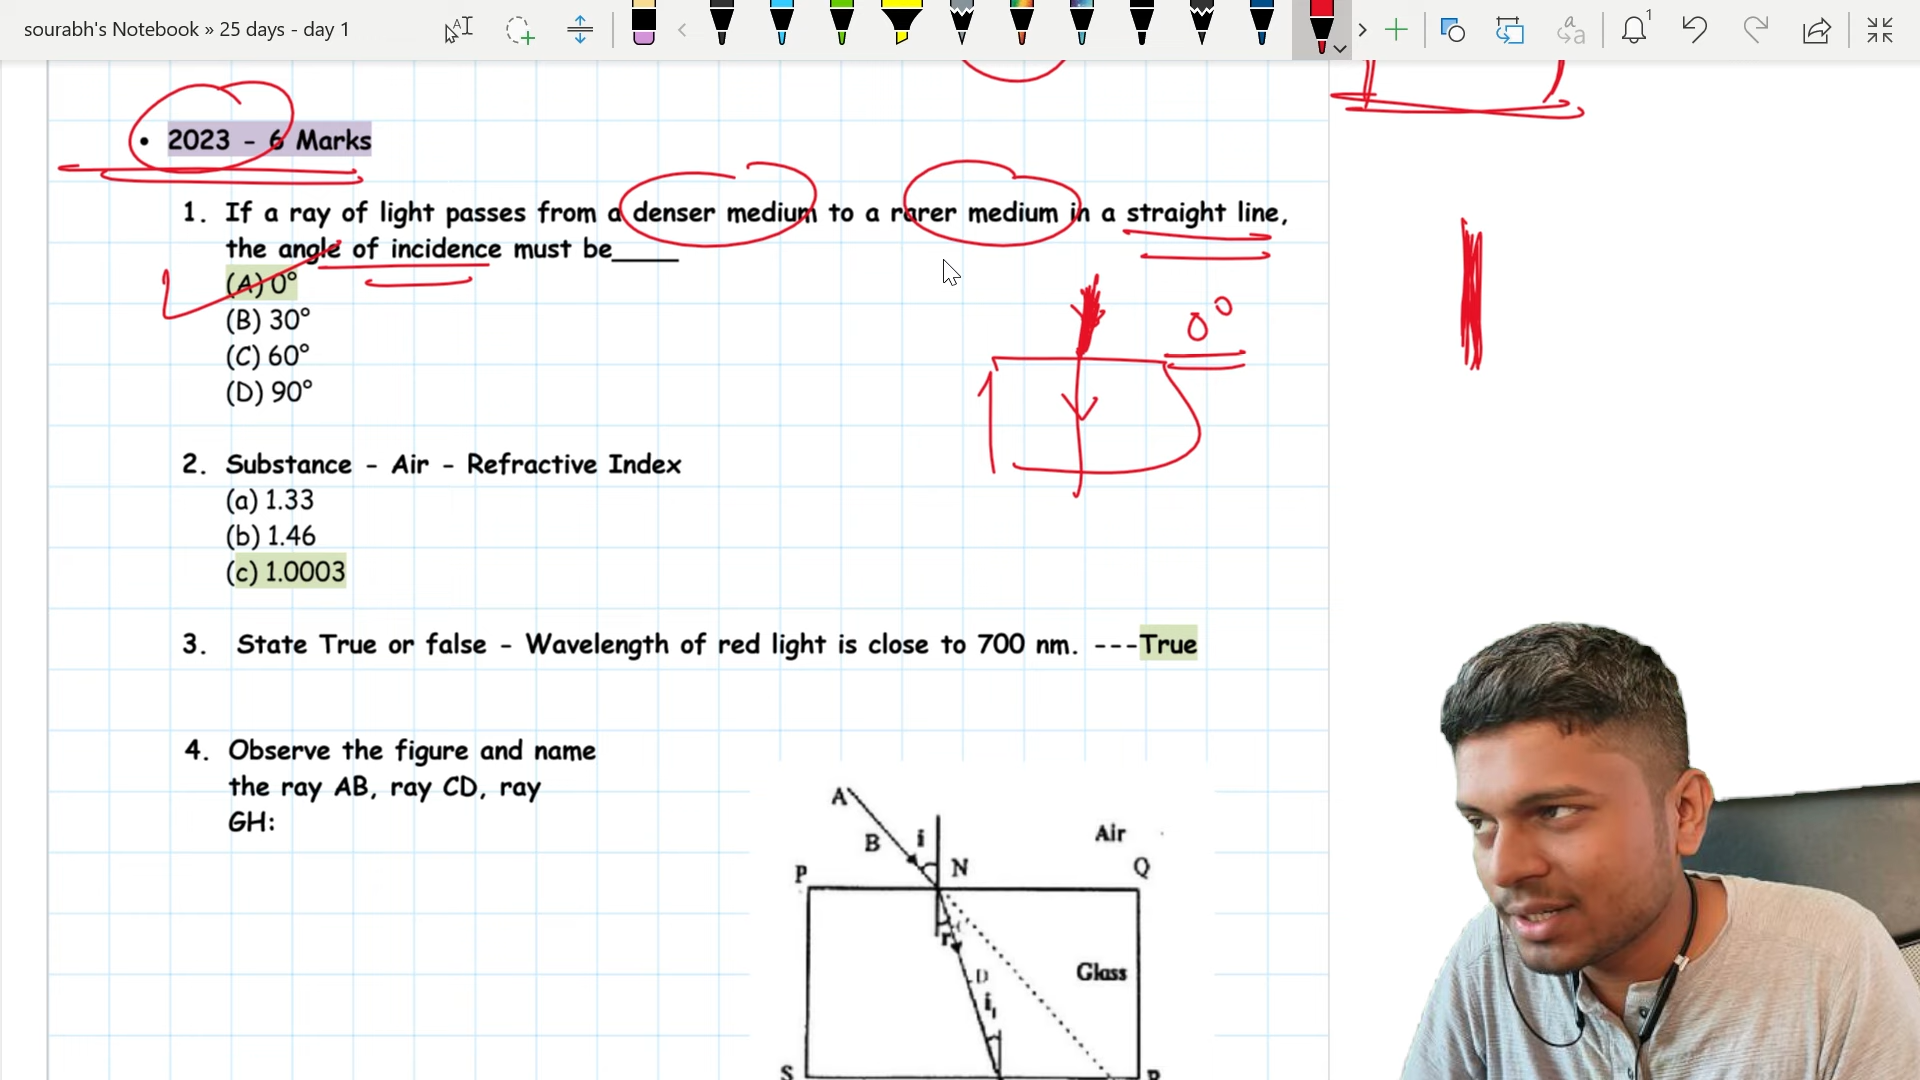 sourabh's Notebook » 25 days - day 1
• 2023 - 6 Marks
1. If a ray of light passes from a denser medium to a rarer medium in a straight line,
the angle of incidence must be____
(A) 0°
(B) 30°
(C) 60°
(D) 90°
0°
2. Substance - Air - Refractive Index
(a) 1.33
(b) 1.46
(c) 1.0003
3. State True or false - Wavelength of red light is close to 700 nm. ---True
4. Observe the figure and name
the ray AB, ray CD, ray
GH:
A
B i Air
P N Q
r
D Glass
i₁
S R